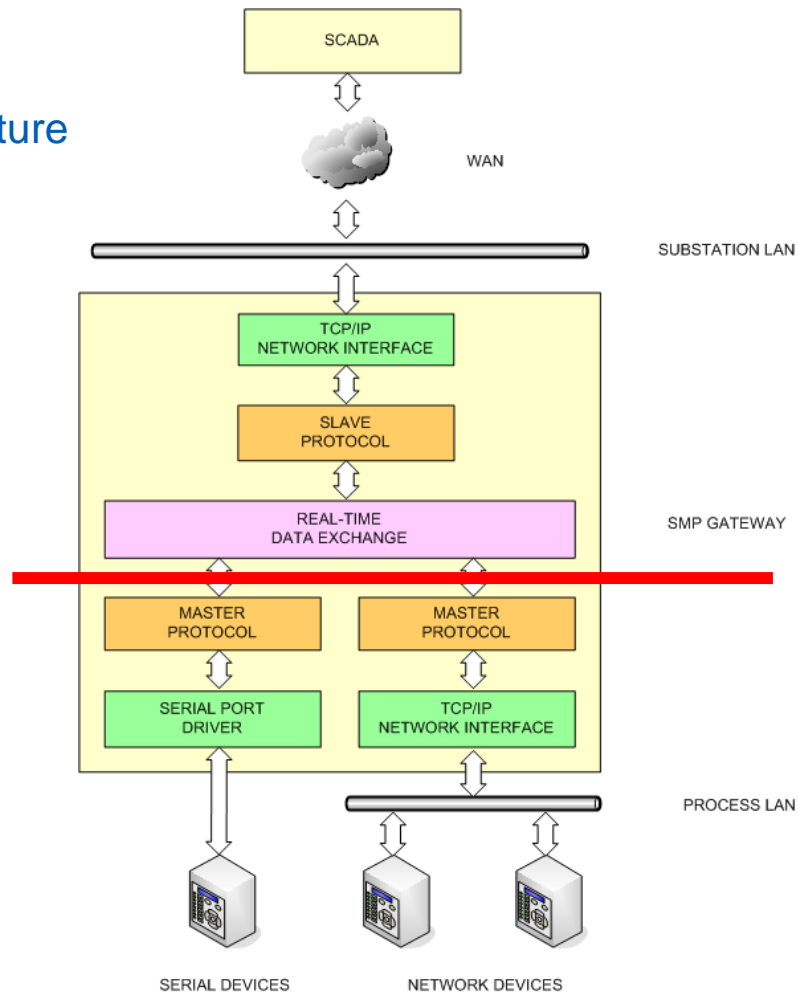 SCADA
ture
WAN
SUBSTATION LAN
TCP/IP
NETWORK INTERFACE
SLAVE
PROTOCOL
REAL-TIME
DATA EXCHANGE
SMP GATEWAY
MASTER
PROTOCOL
MASTER
PROTOCOL
SERIAL PORT
DRIVER
TCP/IP
NETWORK INTERFACE
PROCESS LAN
SERIAL DEVICES
NETWORK DEVICES